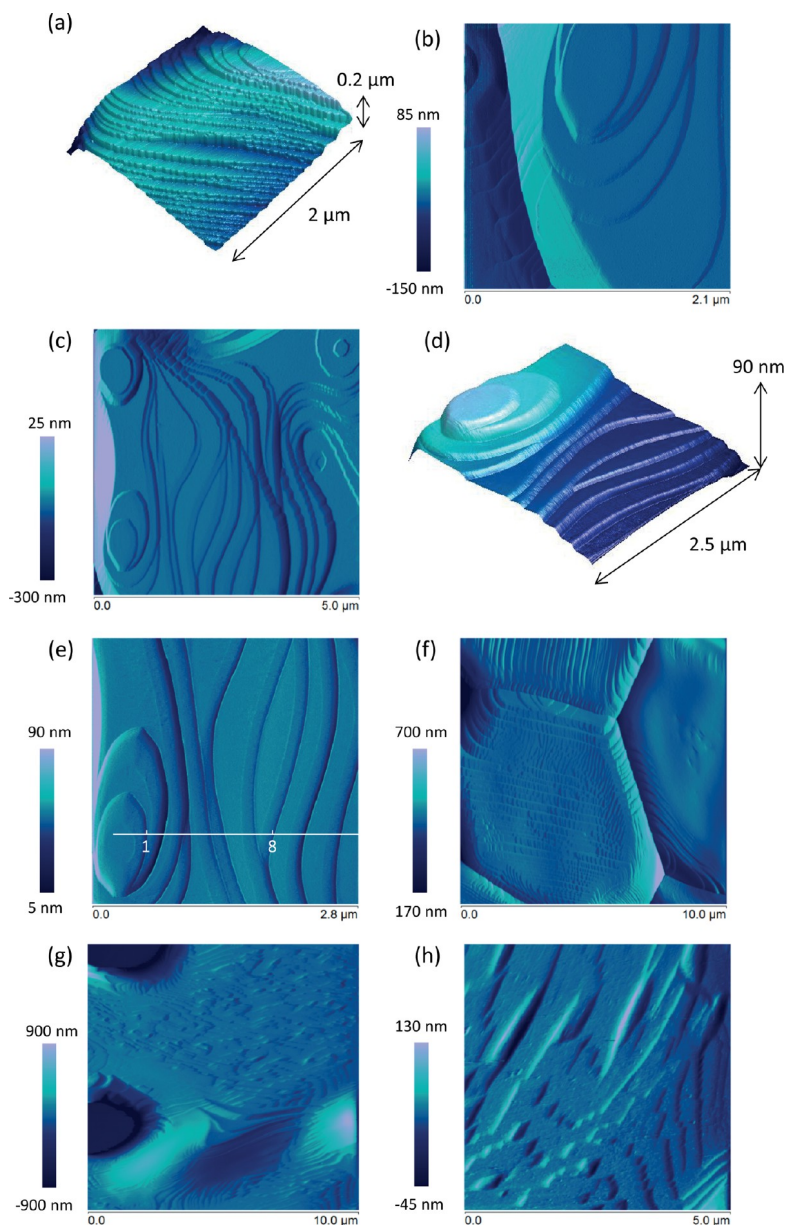 (a)
0.2 µm
2 µm
(b)
85 nm
-150 nm
0.0
2.1 µm
(c)
25 nm
-300 nm
0.0
5.0 µm
(d)
90 nm
2.5 µm
(e)
90 nm
5 nm
1
8
0.0
2.8 µm
(f)
700 nm
170 nm
0.0
10.0 µm
(g)
900 nm
-900 nm
0.0
10.0 µm
(h)
130 nm
-45 nm
0.0
5.0 µm